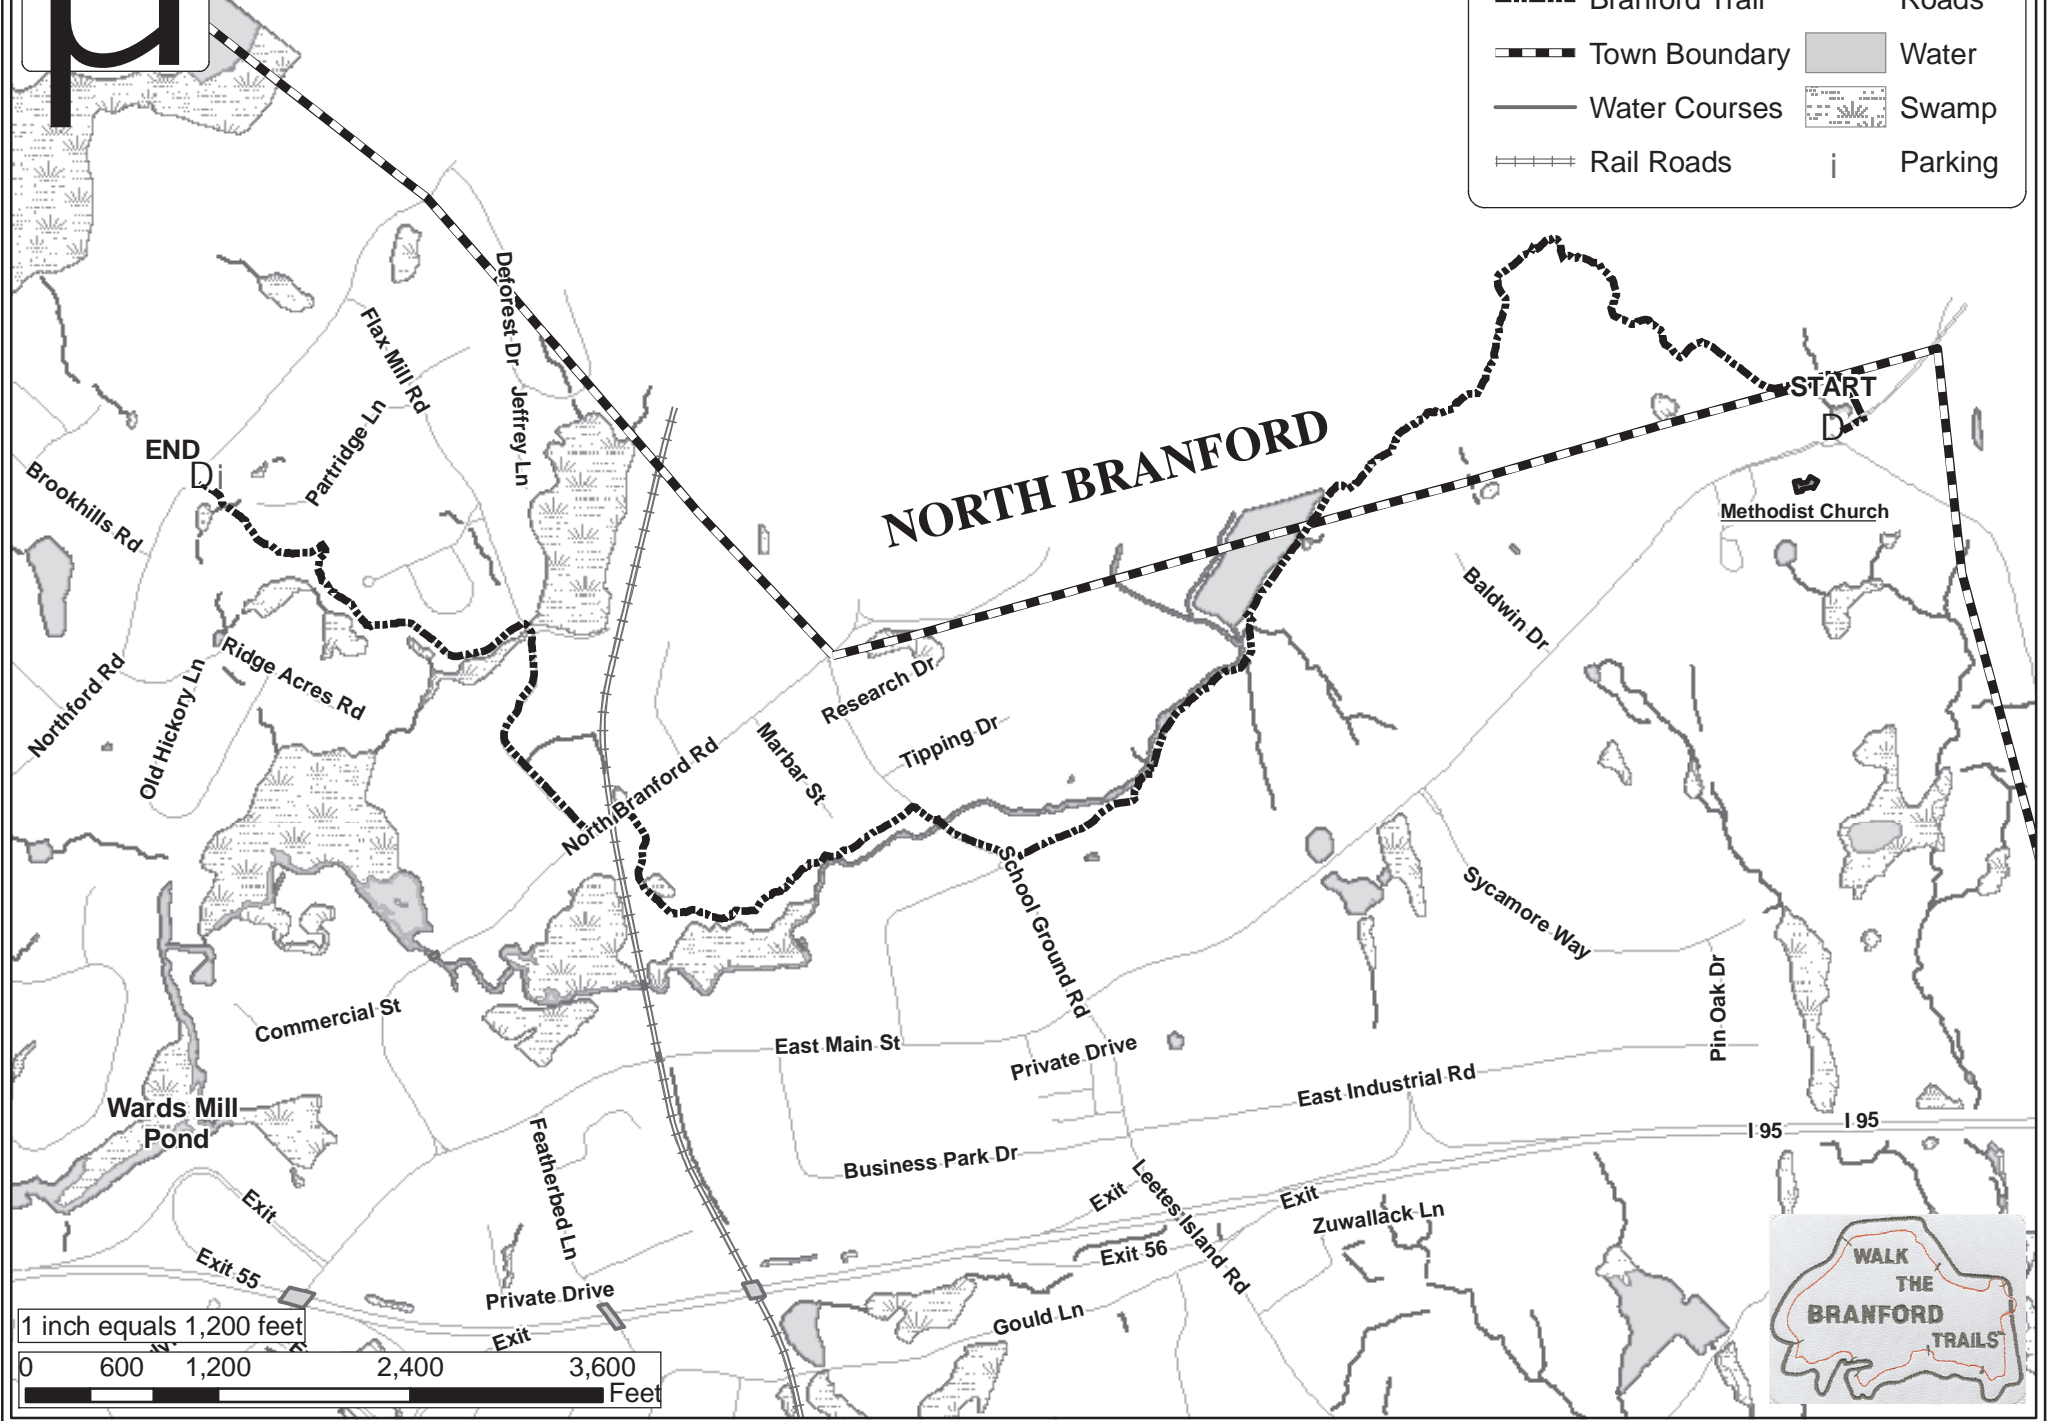 µ
Branford Trail
Roads
Town Boundary
Water
Water Courses
Swamp
Rail Roads
i
Parking
Deforest Dr
Flax Mill Rd
Jeffrey Ln
Partridge Ln
START
D
END
D i
Brookhills Rd
NORTH BRANFORD
Methodist Church
Baldwin Dr
Ridge Acres Rd
Northford Rd
Old Hickory Ln
Research Dr
Tipping Dr
Marbar St
North Branford Rd
School Ground Rd
Sycamore Way
Pin Oak Dr
Commercial St
East Main St
Private Drive
East Industrial Rd
Wards Mill
Pond
I 95
I 95
Featherbed Ln
Business Park Dr
Leetes Island Rd
Exit
Exit
Exit
Zuwallack Ln
Exit 55
Exit 56
Private Drive
Gould Ln
Exit
1 inch equals 1,200 feet
0 600 1,200 2,400 3,600
Feet
WALK
THE
BRANFORD
TRAILS